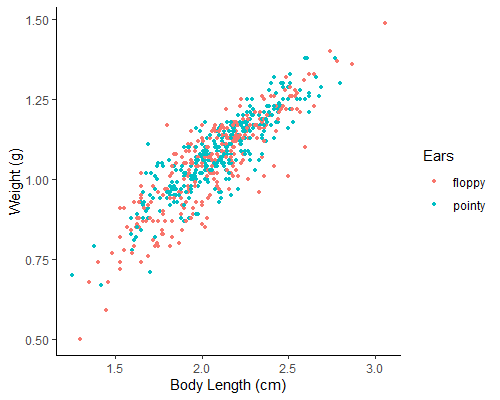 1.50
1.25
1.00
0.75
0.50
Weight (g)
1.5 2.0 2.5 3.0
Body Length (cm)
Ears
floppy
pointy